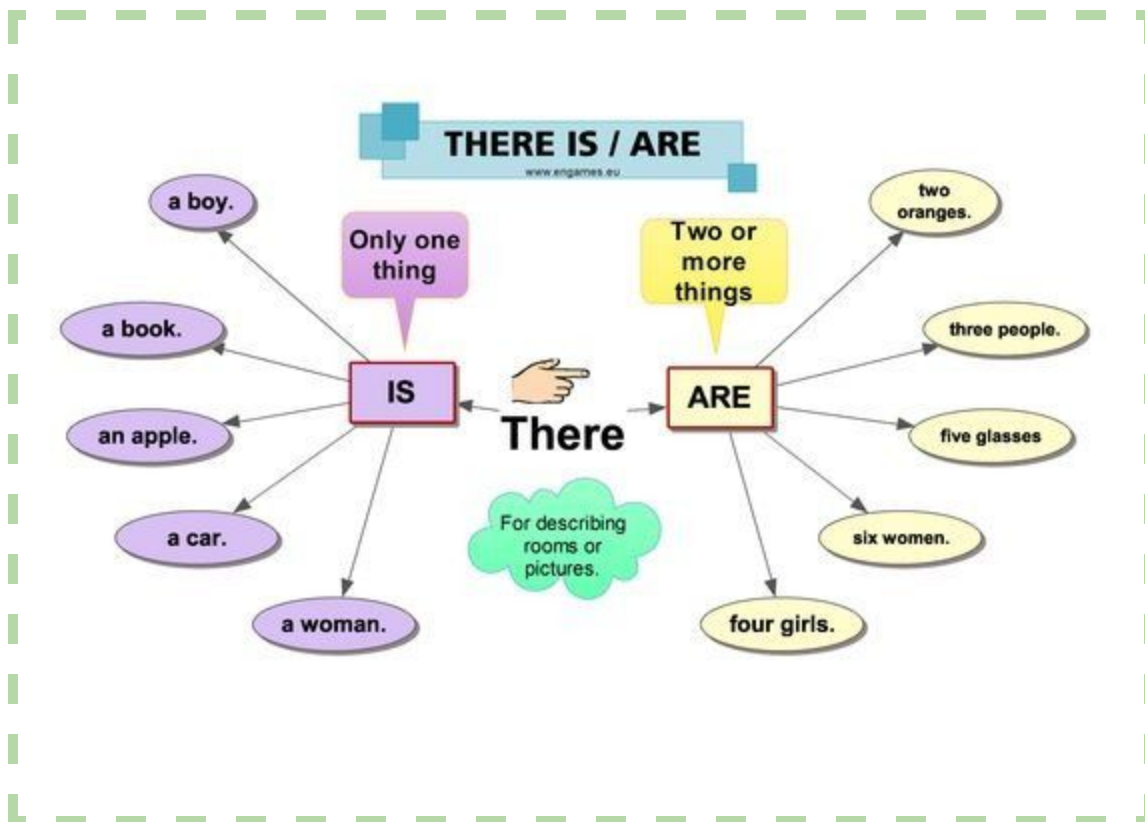 THERE IS / ARE
www.engames.eu
a boy.
Only one
thing
Two or
more
things
two
oranges.
a book.
three people.
IS
ARE
There
an apple.
five glasses
For describing
rooms or
pictures.
a car.
six women.
a woman.
four girls.